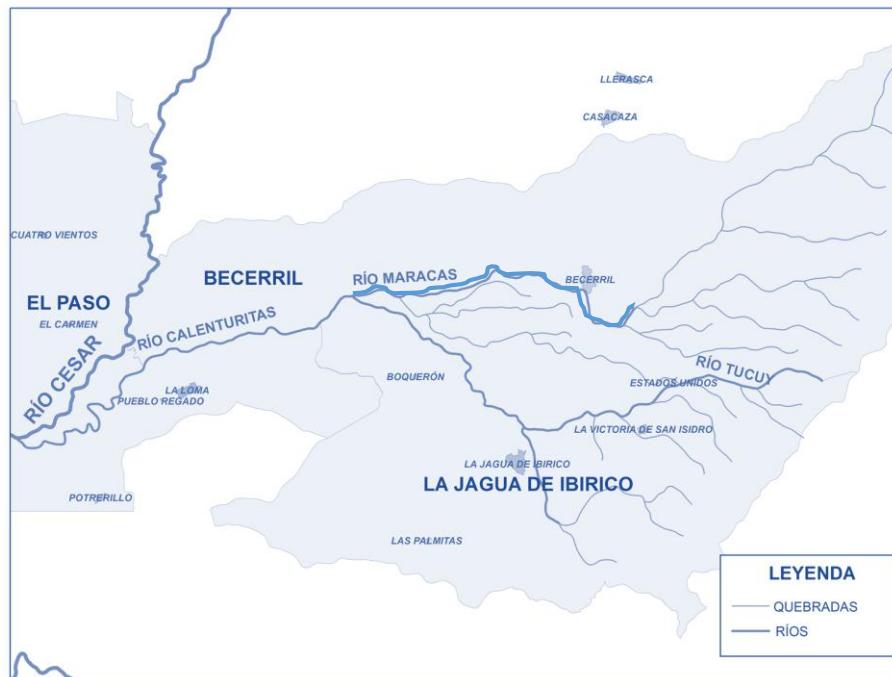 LLERASCA
CASACAZA
CUATRO VIENTOS
BECERRIL
RÍO MARACAS
BECERRIL
EL PASO
EL CARMEN
RÍO CALENTURITAS
RÍO CESAR
RÍO TUCUY
BOQUERÓN
ESTADOS UNIDOS
LA LOMA
PUEBLO REGADO
LA VICTORIA DE SAN ISIDRO
LA JAGUA DE IBIRICO
LA JAGUA DE IBIRICO
POTRERILLO
LAS PALMITAS
LEYENDA
QUEBRADAS
RÍOS